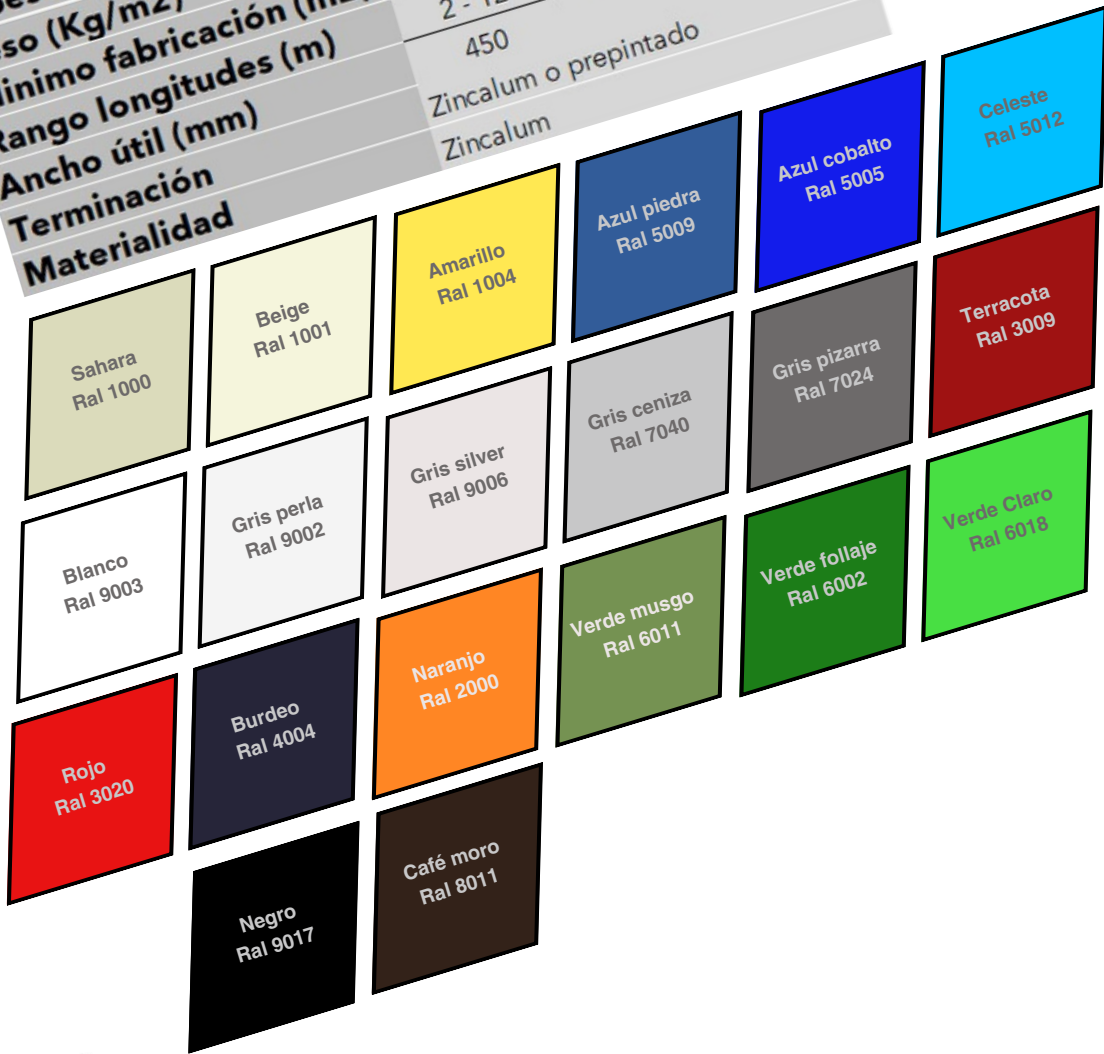 (Kg/m2)
2 - 
fabricación
450
longitudes (m)
Zincalum o prepintado
Ancho útil (mm)
Zincalum
Terminación
Materialidad
Sahara
Ral 1000
Beige
Ral 1001
Amarillo
Ral 1004
Azul piedra
Ral 5009
Azul cobalto
Ral 5005
Celeste
Ral 5012
Blanco
Ral 9003
Gris perla
Ral 9002
Gris silver
Ral 9006
Gris ceniza
Ral 7040
Gris pizarra
Ral 7024
Terracota
Ral 3009
Rojo
Ral 3020
Burdeo
Ral 4004
Naranjo
Ral 2000
Verde musgo
Ral 6011
Verde follaje
Ral 6002
Verde Claro
Ral 6018
Negro
Ral 9017
Café moro
Ral 8011